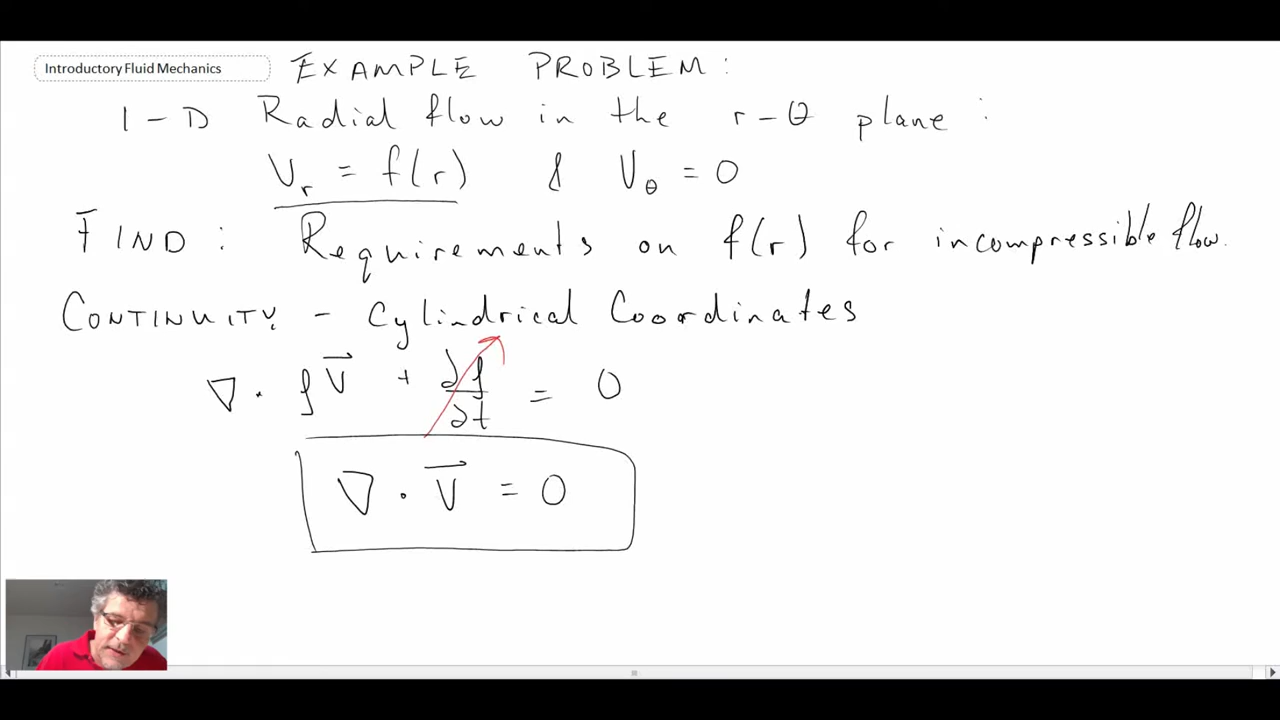 Introductory Fluid Mechanics
EXAMPLE PROBLEM:
1-D Radial flow in the r-θ plane:
Vr = f(r) & Vθ = 0
FIND: Requirements on f(r) for incompressible flow.
CONTINUITY - Cylindrical Coordinates
∇ · ρV⃗ + ∂ρ/∂t = 0
∇ · V⃗ = 0